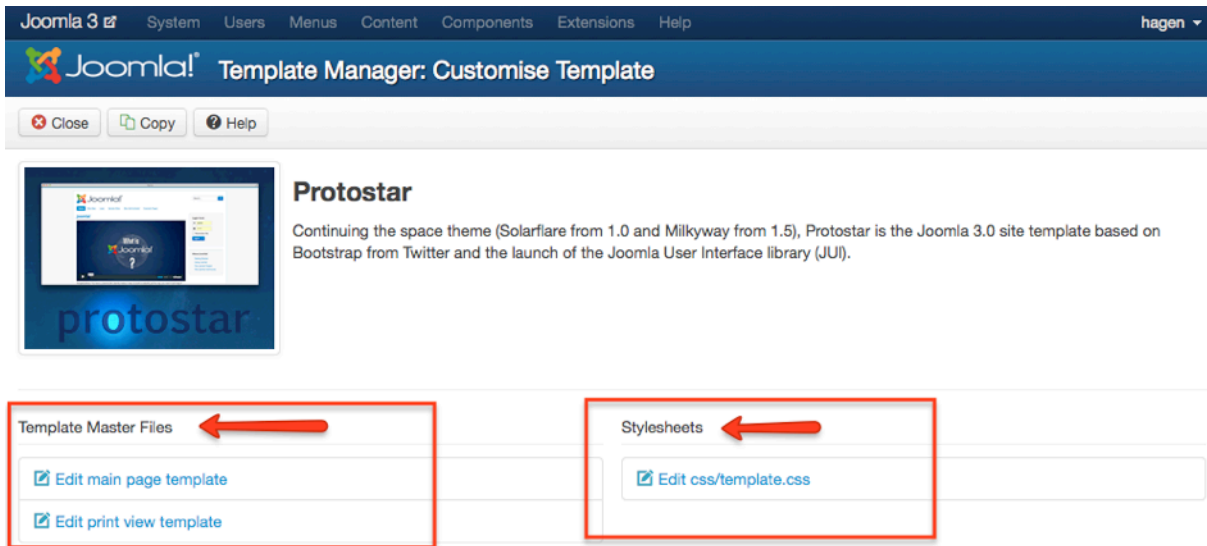 Joomla 3 System Users Menus Content Components Extensions Help hagen
Joomla!® Template Manager: Customise Template
Close Copy Help
Protostar
Continuing the space theme (Solarflare from 1.0 and Milkyway from 1.5), Protostar is the Joomla 3.0 site template based on
Bootstrap from Twitter and the launch of the Joomla User Interface library (JUI).
Joomla!
protostar
Template Master Files
Stylesheets
Edit main page template
Edit css/template.css
Edit print view template